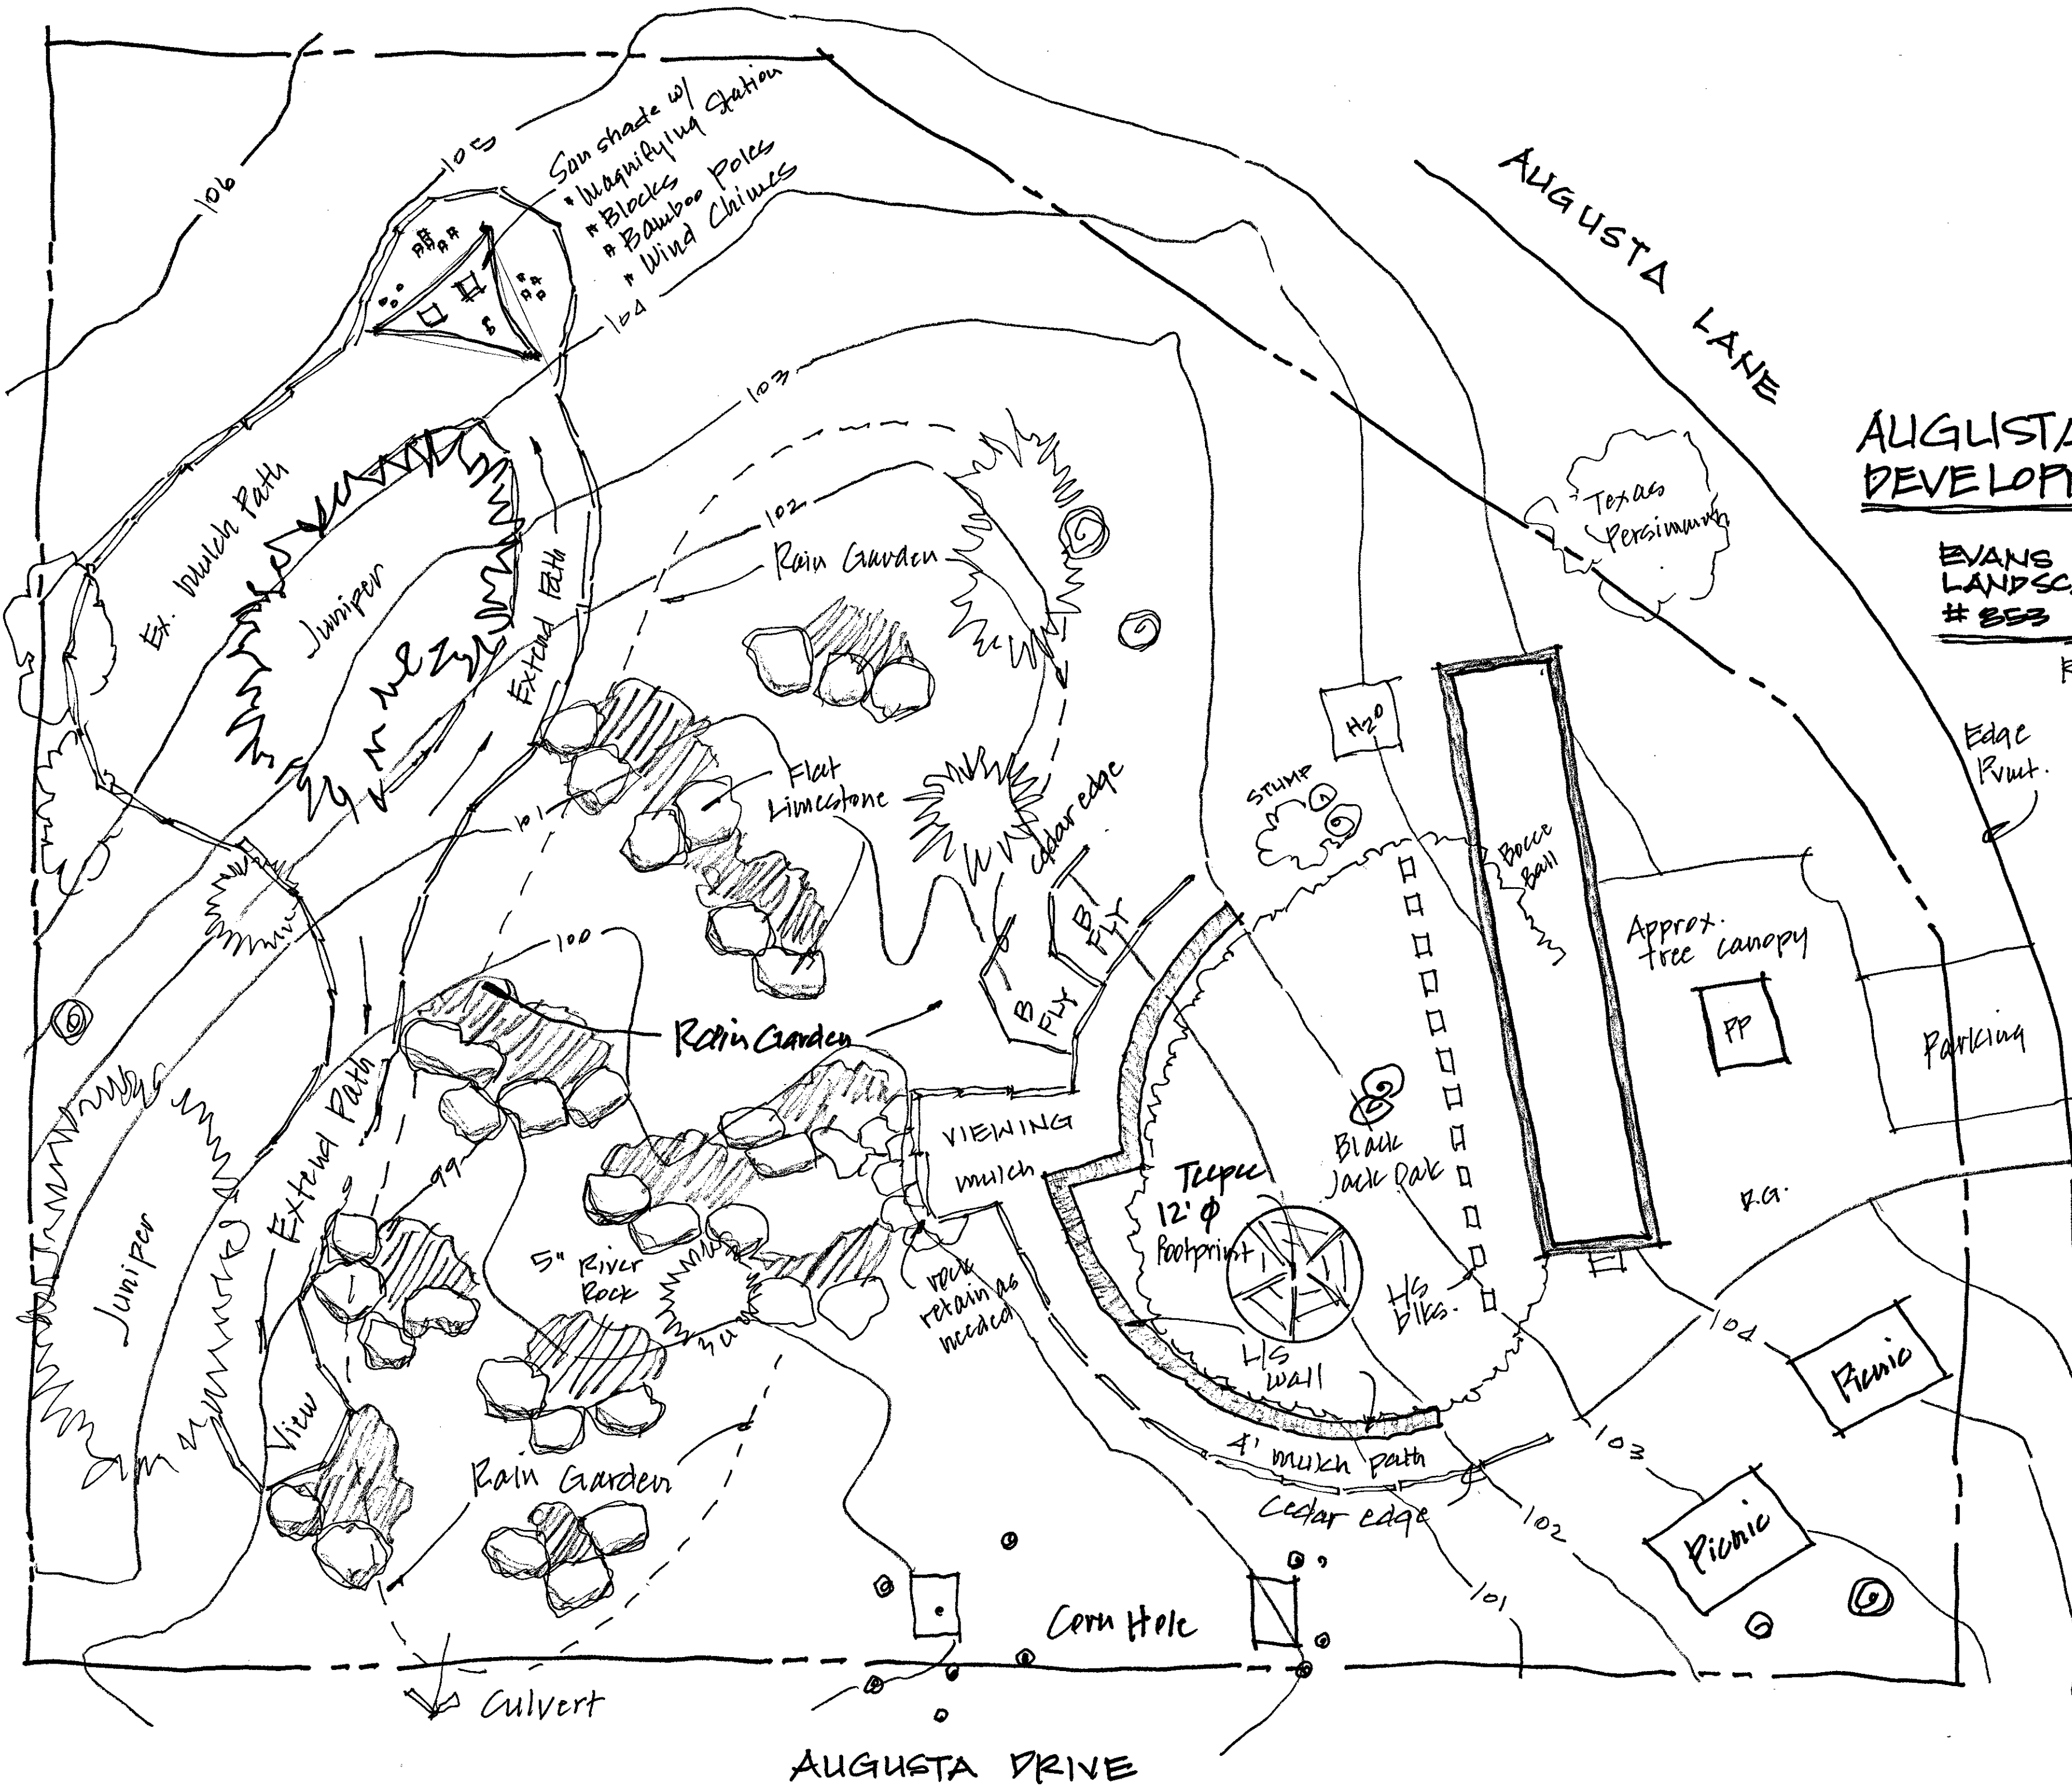 106
105
Sun shade w/
* Magnifying Station
* Blocks
* Bamboo Poles
* Wind Chimes
104
103
AUGUSTA LANE
AUGUSTA
DEVELOP
EVANS
LANDSC
# 853
Texas
Persimmon
Ex. Mulch Path
Juniper
Extend Path
102
Rain Garden
H2O
Edge
Pvmt.
STUMP
Flat
Limestone
101
cedar edge
Bocce
Ball
B
FLY
B
FLY
Approx.
tree canopy
PP
Parking
100
Rain Garden
VIEWING
mulch
Black
Jack Oak
Teepee
12' Ø
Footprint
R.G.
Extend Path
99
Juniper
5" River
Rock
rock
retain as
needed
H/S
blks.
H/S
wall
104
Picnic
View
Rain Garden
4' mulch path
Cedar edge
103
102
Picnic
101
Corn Hole
Culvert
AUGUSTA DRIVE